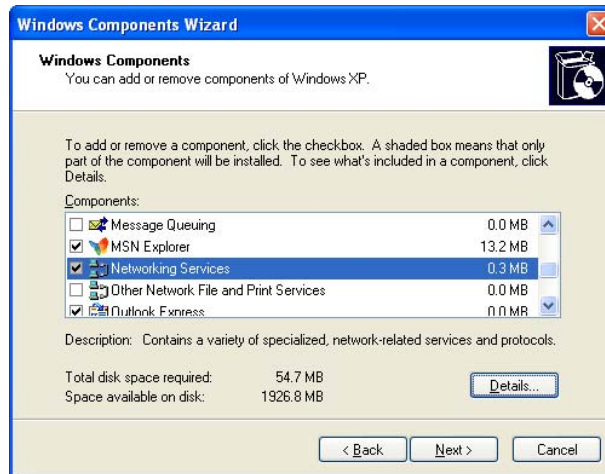 Windows Components Wizard
Windows Components
You can add or remove components of Windows XP.
To add or remove a component, click the checkbox. A shaded box means that only
part of the component will be installed. To see what's included in a component, click
Details.
Components:
Message Queuing 0.0 MB
MSN Explorer 13.2 MB
Networking Services 0.3 MB
Other Network File and Print Services 0.0 MB
Outlook Express 0.0 MB
Description: Contains a variety of specialized, network-related services and protocols.
Total disk space required: 54.7 MB
Space available on disk: 1926.8 MB
Details...
< Back Next > Cancel